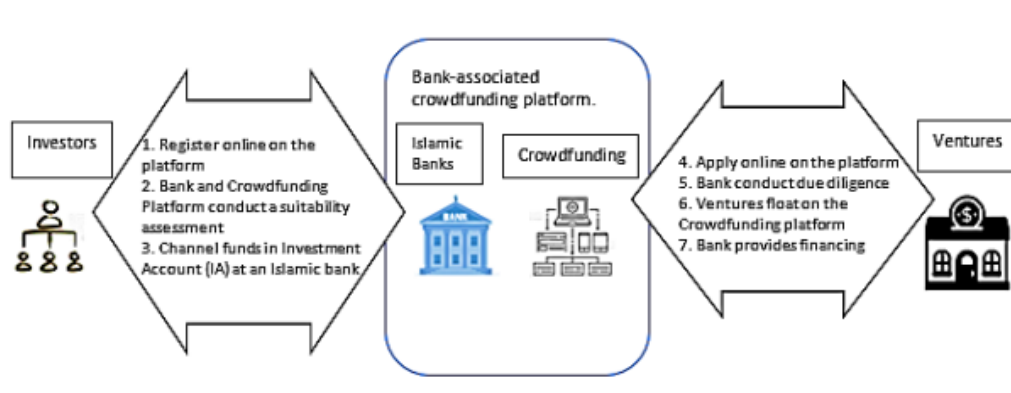 Bank-associated
crowdfunding platform.
Investors
1. Register online on the
platform
2. Bank and Crowdfunding
Platform conduct a suitability
assessment
3. Channel funds in Investment
Account (IA) at an Islamic bank
Islamic
Banks
BANK
Crowdfunding
4. Apply online on the platform
5. Bank conduct due diligence
6. Ventures float on the
Crowdfunding platform
7. Bank provides financing
Ventures
$